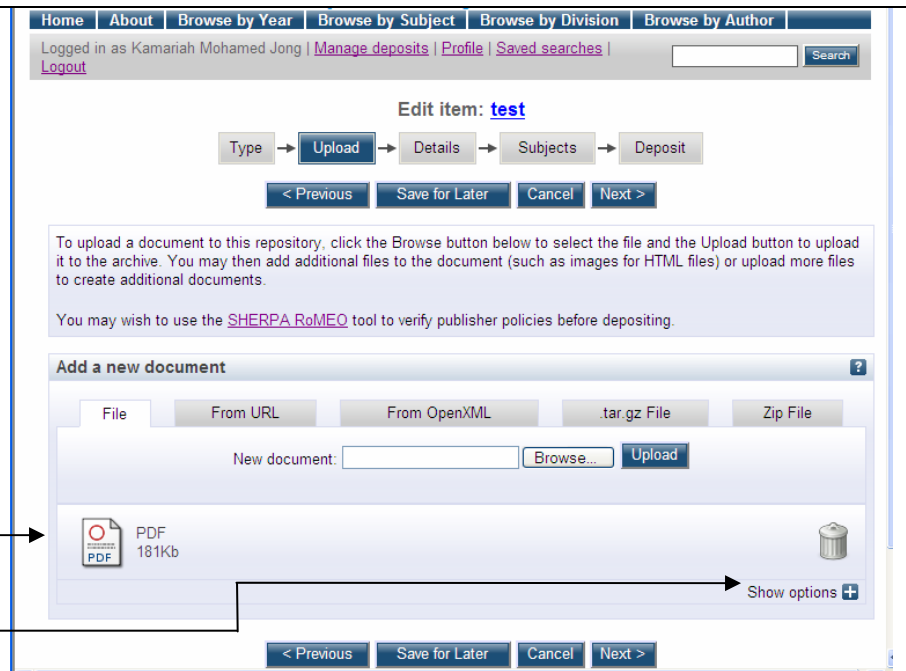 Home | About | Browse by Year | Browse by Subject | Browse by Division | Browse by Author |
Logged in as Kamariah Mohamed Jong | Manage deposits | Profile | Saved searches |
Logout
Search
Edit item: test
Type Upload Details Subjects Deposit
< Previous Save for Later Cancel Next >
To upload a document to this repository, click the Browse button below to select the file and the Upload button to upload
it to the archive. You may then add additional files to the document (such as images for HTML files) or upload more files
to create additional documents.
You may wish to use the SHERPA RoMEO tool to verify publisher policies before depositing.
Add a new document ?
File From URL From OpenXML .tar.gz File Zip File
New document: Browse... Upload
PDF
181Kb
PDF
Show options +
< Previous Save for Later Cancel Next >